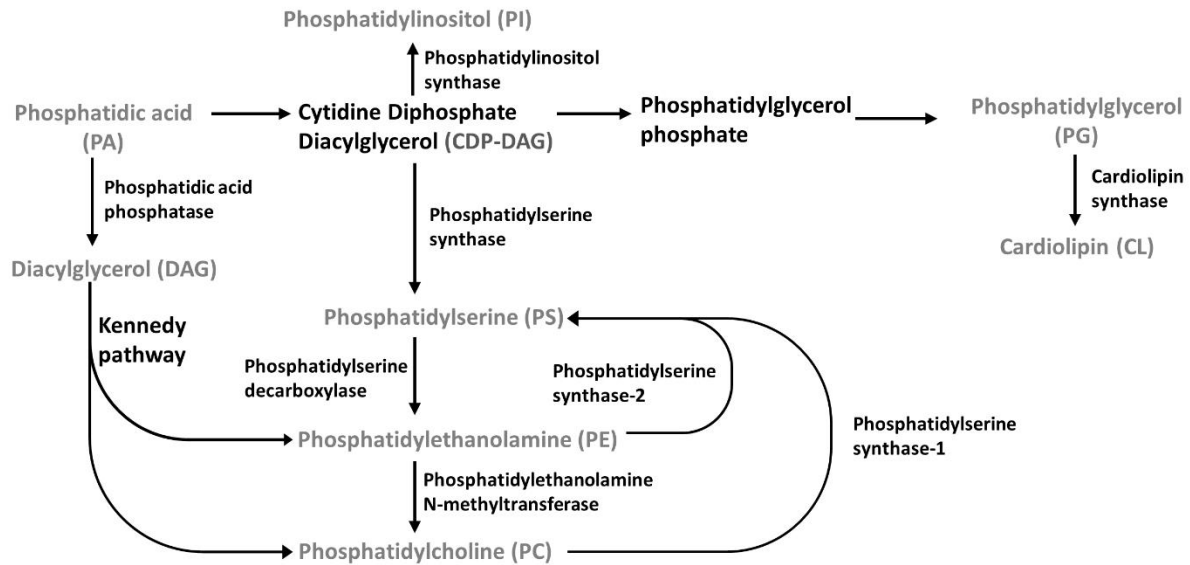 Phosphatidylinositol (PI)
Phosphatidylinositol
synthase
Phosphatidic acid
(PA)
Cytidine Diphosphate
Diacylglycerol (CDP-DAG)
Phosphatidylglycerol
phosphate
Phosphatidylglycerol
(PG)
Phosphatidic acid
phosphatase
Phosphatidylserine
synthase
Cardiolipin
synthase
Diacylglycerol (DAG)
Cardiolipin (CL)
Kennedy
pathway
Phosphatidylserine (PS)
Phosphatidylserine
decarboxylase
Phosphatidylserine
synthase-2
Phosphatidylserine
synthase-1
Phosphatidylethanolamine (PE)
Phosphatidylethanolamine
N-methyltransferase
Phosphatidylcholine (PC)